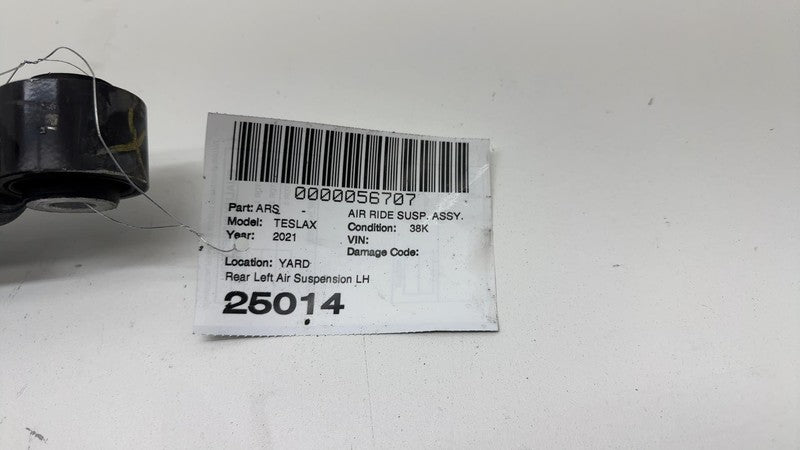 0000056707
Part: ARS - AIR RIDE SUSP. ASSY.
Model: TESLAX Condition: 38K
Year: 2021 VIN:
Damage Code:
Location: YARD
Rear Left Air Suspension LH
25014